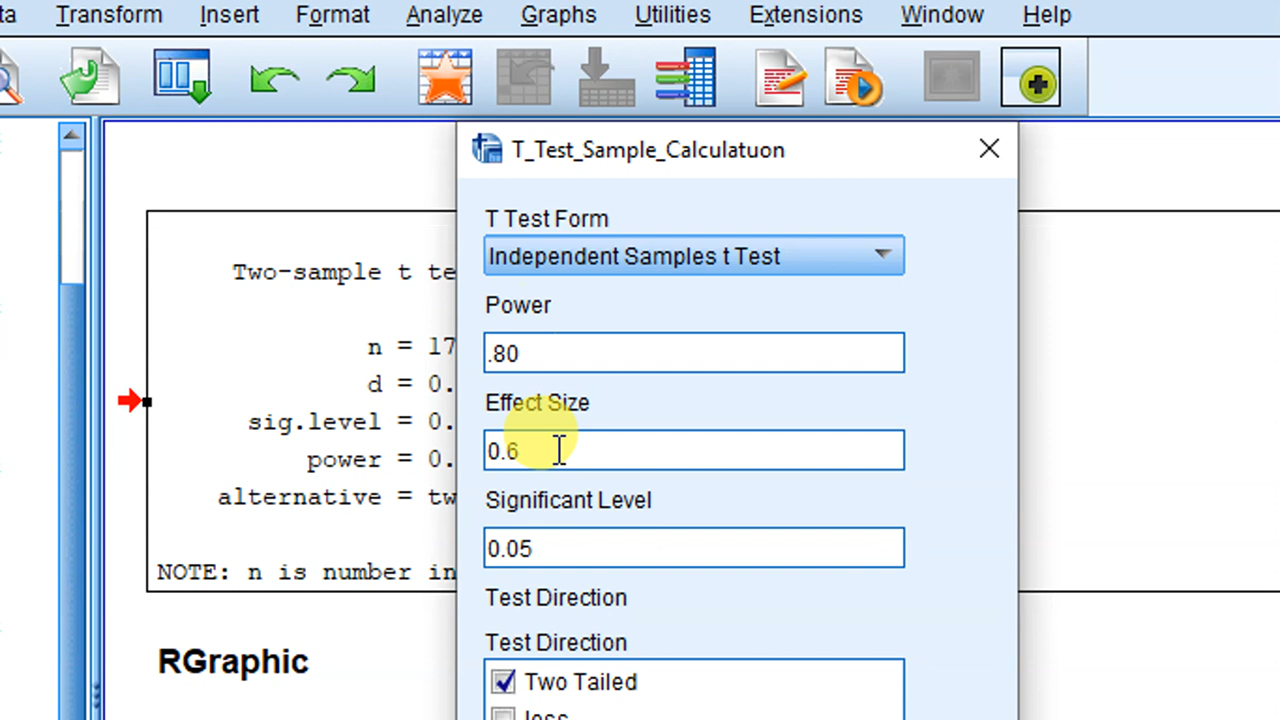 ta Transform Insert Format Analyze Graphs Utilities Extensions Window Help
T_Test_Sample_Calculatuon
T Test Form
Independent Samples t Test
Power
.80
Effect Size
0.6
Significant Level
0.05
Test Direction
Test Direction
Two Tailed
less
Two-sample t te
n = 17
d = 0.
sig.level = 0.
power = 0.
alternative = tw
NOTE: n is number in
RGraphic